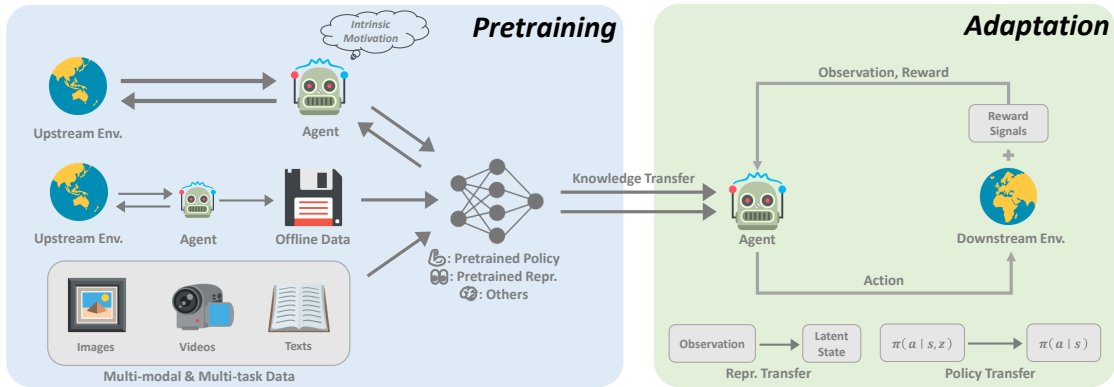 Intrinsic
Motivation
Pretraining
Upstream Env.
Agent
Upstream Env.
Agent
Offline Data
: Pretrained Policy
: Pretrained Repr.
: Others
Images
Videos
Texts
Multi-modal & Multi-task Data
Knowledge Transfer
Adaptation
Observation, Reward
Reward
Signals
+
Agent
Downstream Env.
Action
Observation
Latent
State
Repr. Transfer
π(a | s, z)
π(a | s)
Policy Transfer